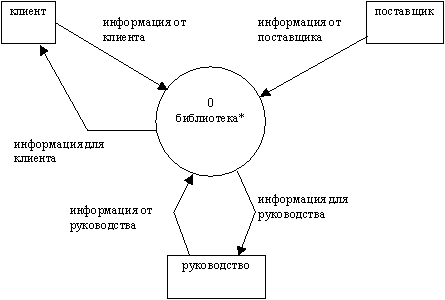 клиент
информация от
клиента
информация от
поставщика
поставщик
0
библиотека*
информация для
клиента
информация от
руководства
информация для
руководства
руководство